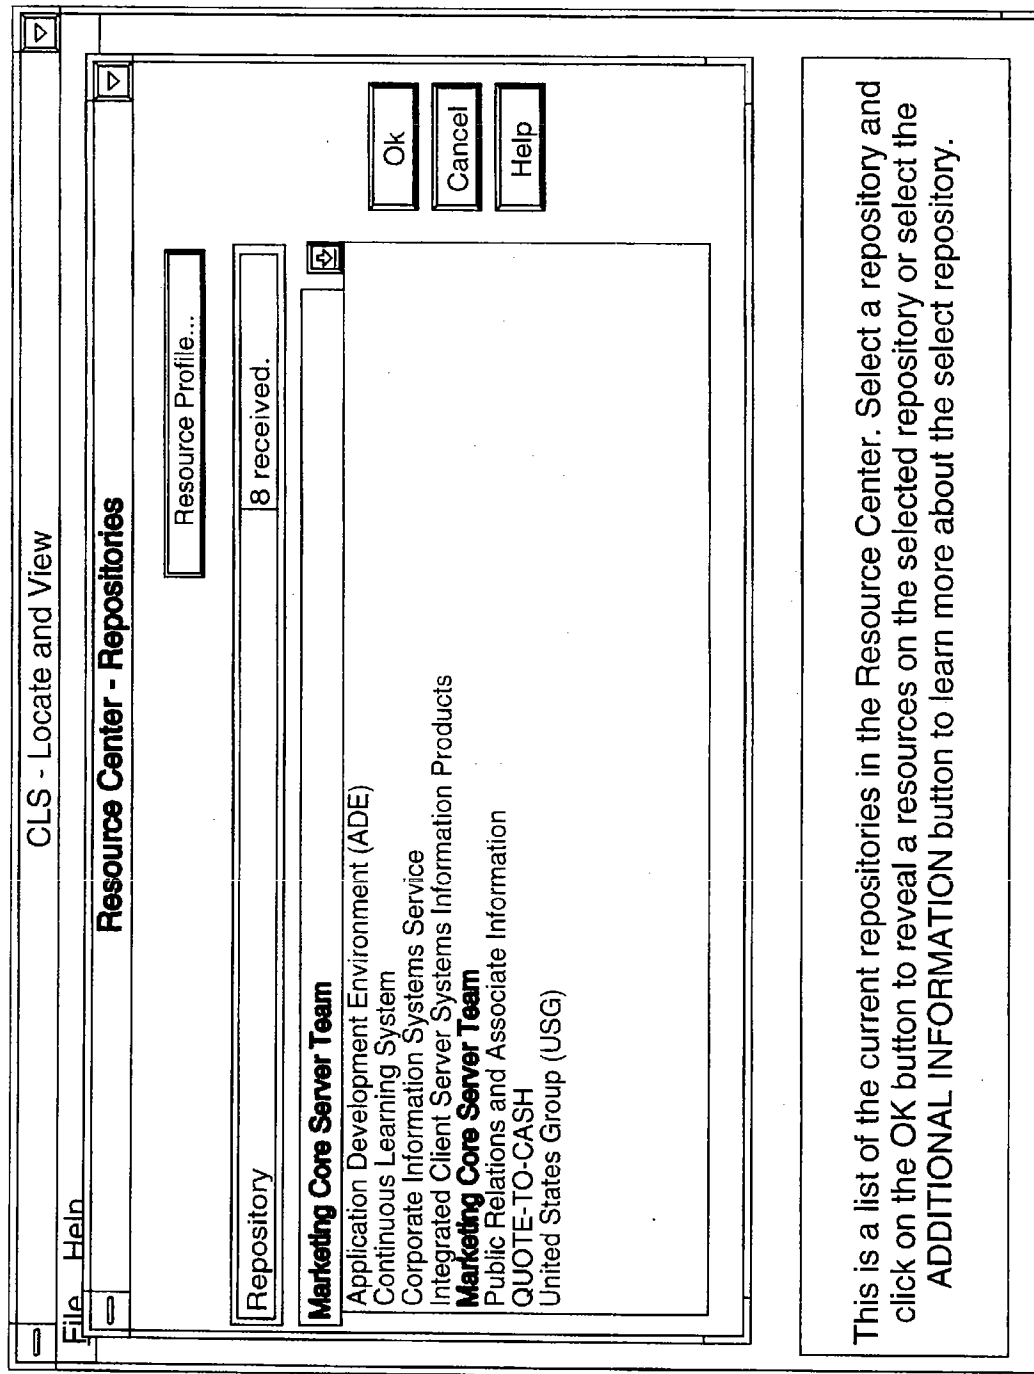 CLS - Locate and View
File Help
Resource Center - Repositories
Resource Profile...
Repository 8 received.
Marketing Core Server Team
Application Development Environment (ADE)
Continuous Learning System
Corporate Information Systems Service
Integrated Client Server Systems Information Products
Marketing Core Server Team
Public Relations and Associate Information
QUOTE-TO-CASH
United States Group (USG)
Ok
Cancel
Help
This is a list of the current repositories in the Resource Center. Select a repository and
click on the OK button to reveal a resources on the selected repository or select the
ADDITIONAL INFORMATION button to learn more about the select repository.